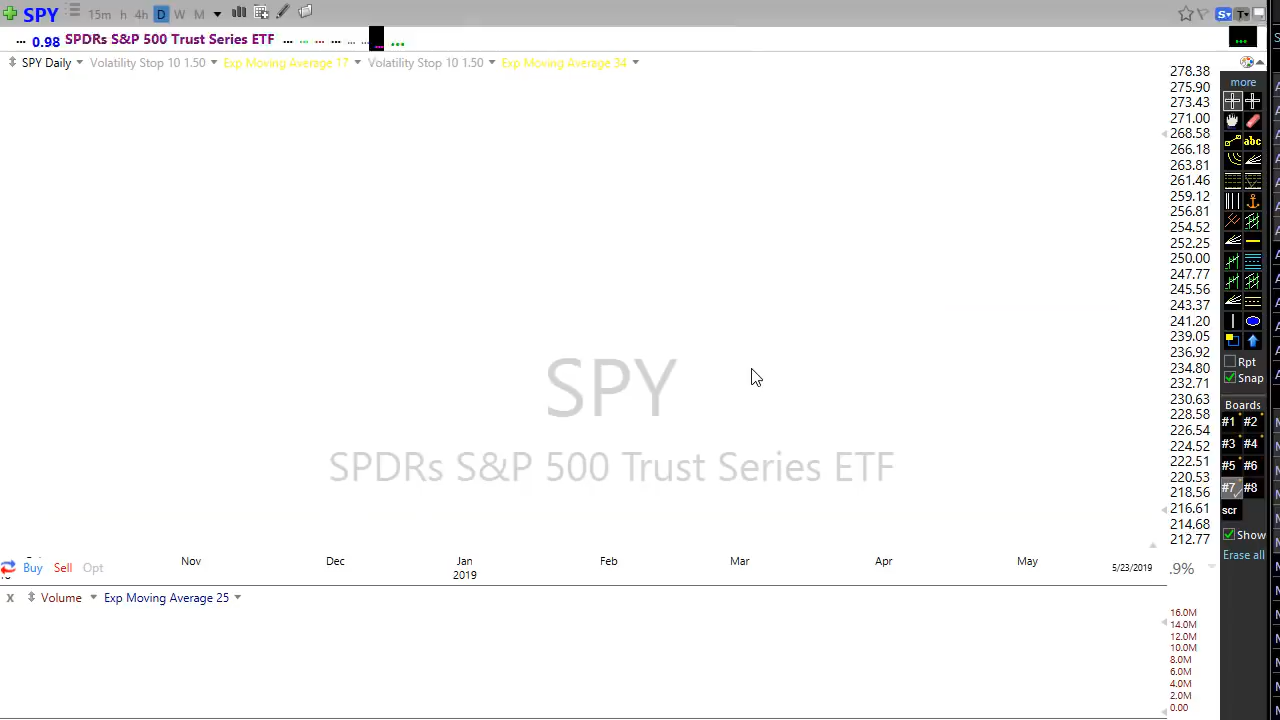 SPY 15m 4h D W M S T
... 0.98 SPDRs S&P 500 Trust Series ETF ... ... ... ... ... ... ... ... ...
SPY Daily Volatility Stop 10 1.50 Exp Moving Average 17 Volatility Stop 10 1.50 Exp Moving Average 34
278.38
275.90
273.43
271.00
268.58
266.18
263.81
261.46
259.12
256.81
254.52
252.25
250.00
247.77
245.56
243.37
241.20
239.05
236.92
234.80
232.71
230.63
228.58
226.54
224.52
222.51
220.53
218.56
216.61
214.68
212.77
.9%
more
abc
Rpt
Snap
Boards
#1 #2
#3 #4
#5 #6
#7 #8
scr
Show
Erase all
SPY
SPDRs S&P 500 Trust Series ETF
Nov Dec Jan Feb Mar Apr May
2019 5/23/2019
Buy Sell Opt
X Volume Exp Moving Average 25
16.0M
14.0M
12.0M
10.0M
8.0M
6.0M
4.0M
2.0M
0.00